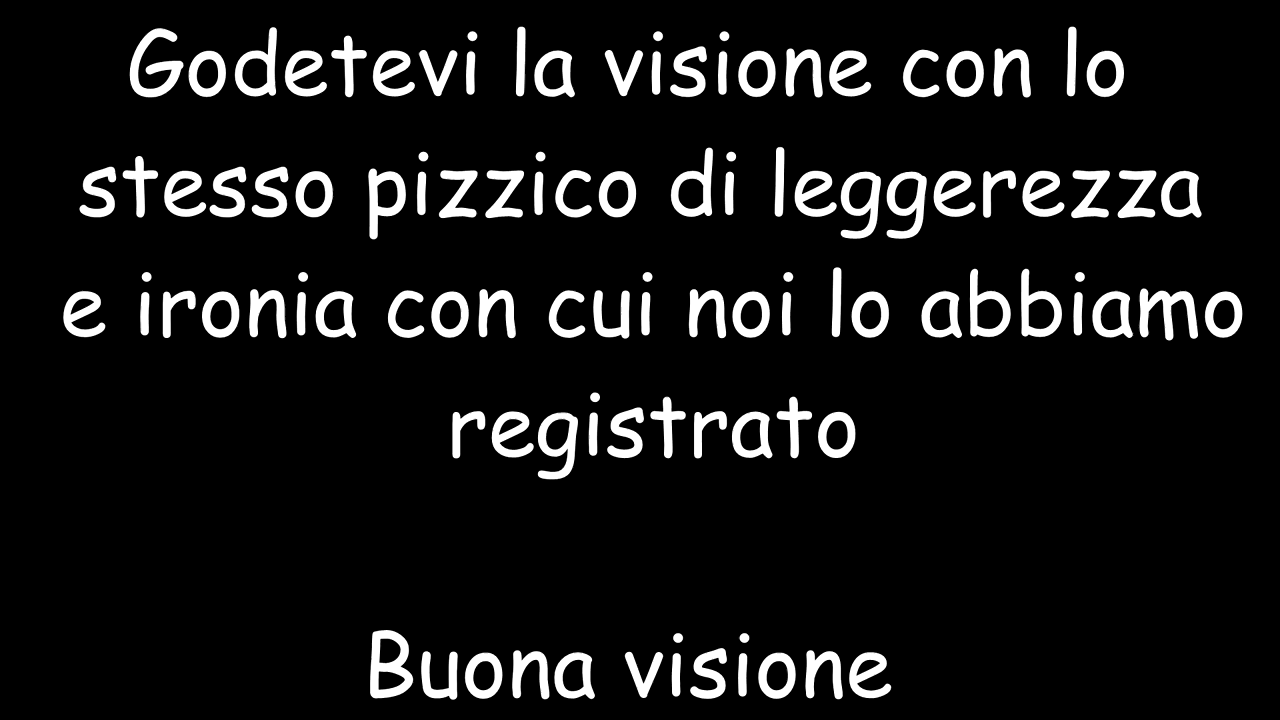 Godetevi la visione con lo
stesso pizzico di leggerezza
e ironia con cui noi lo abbiamo
registrato
Buona visione